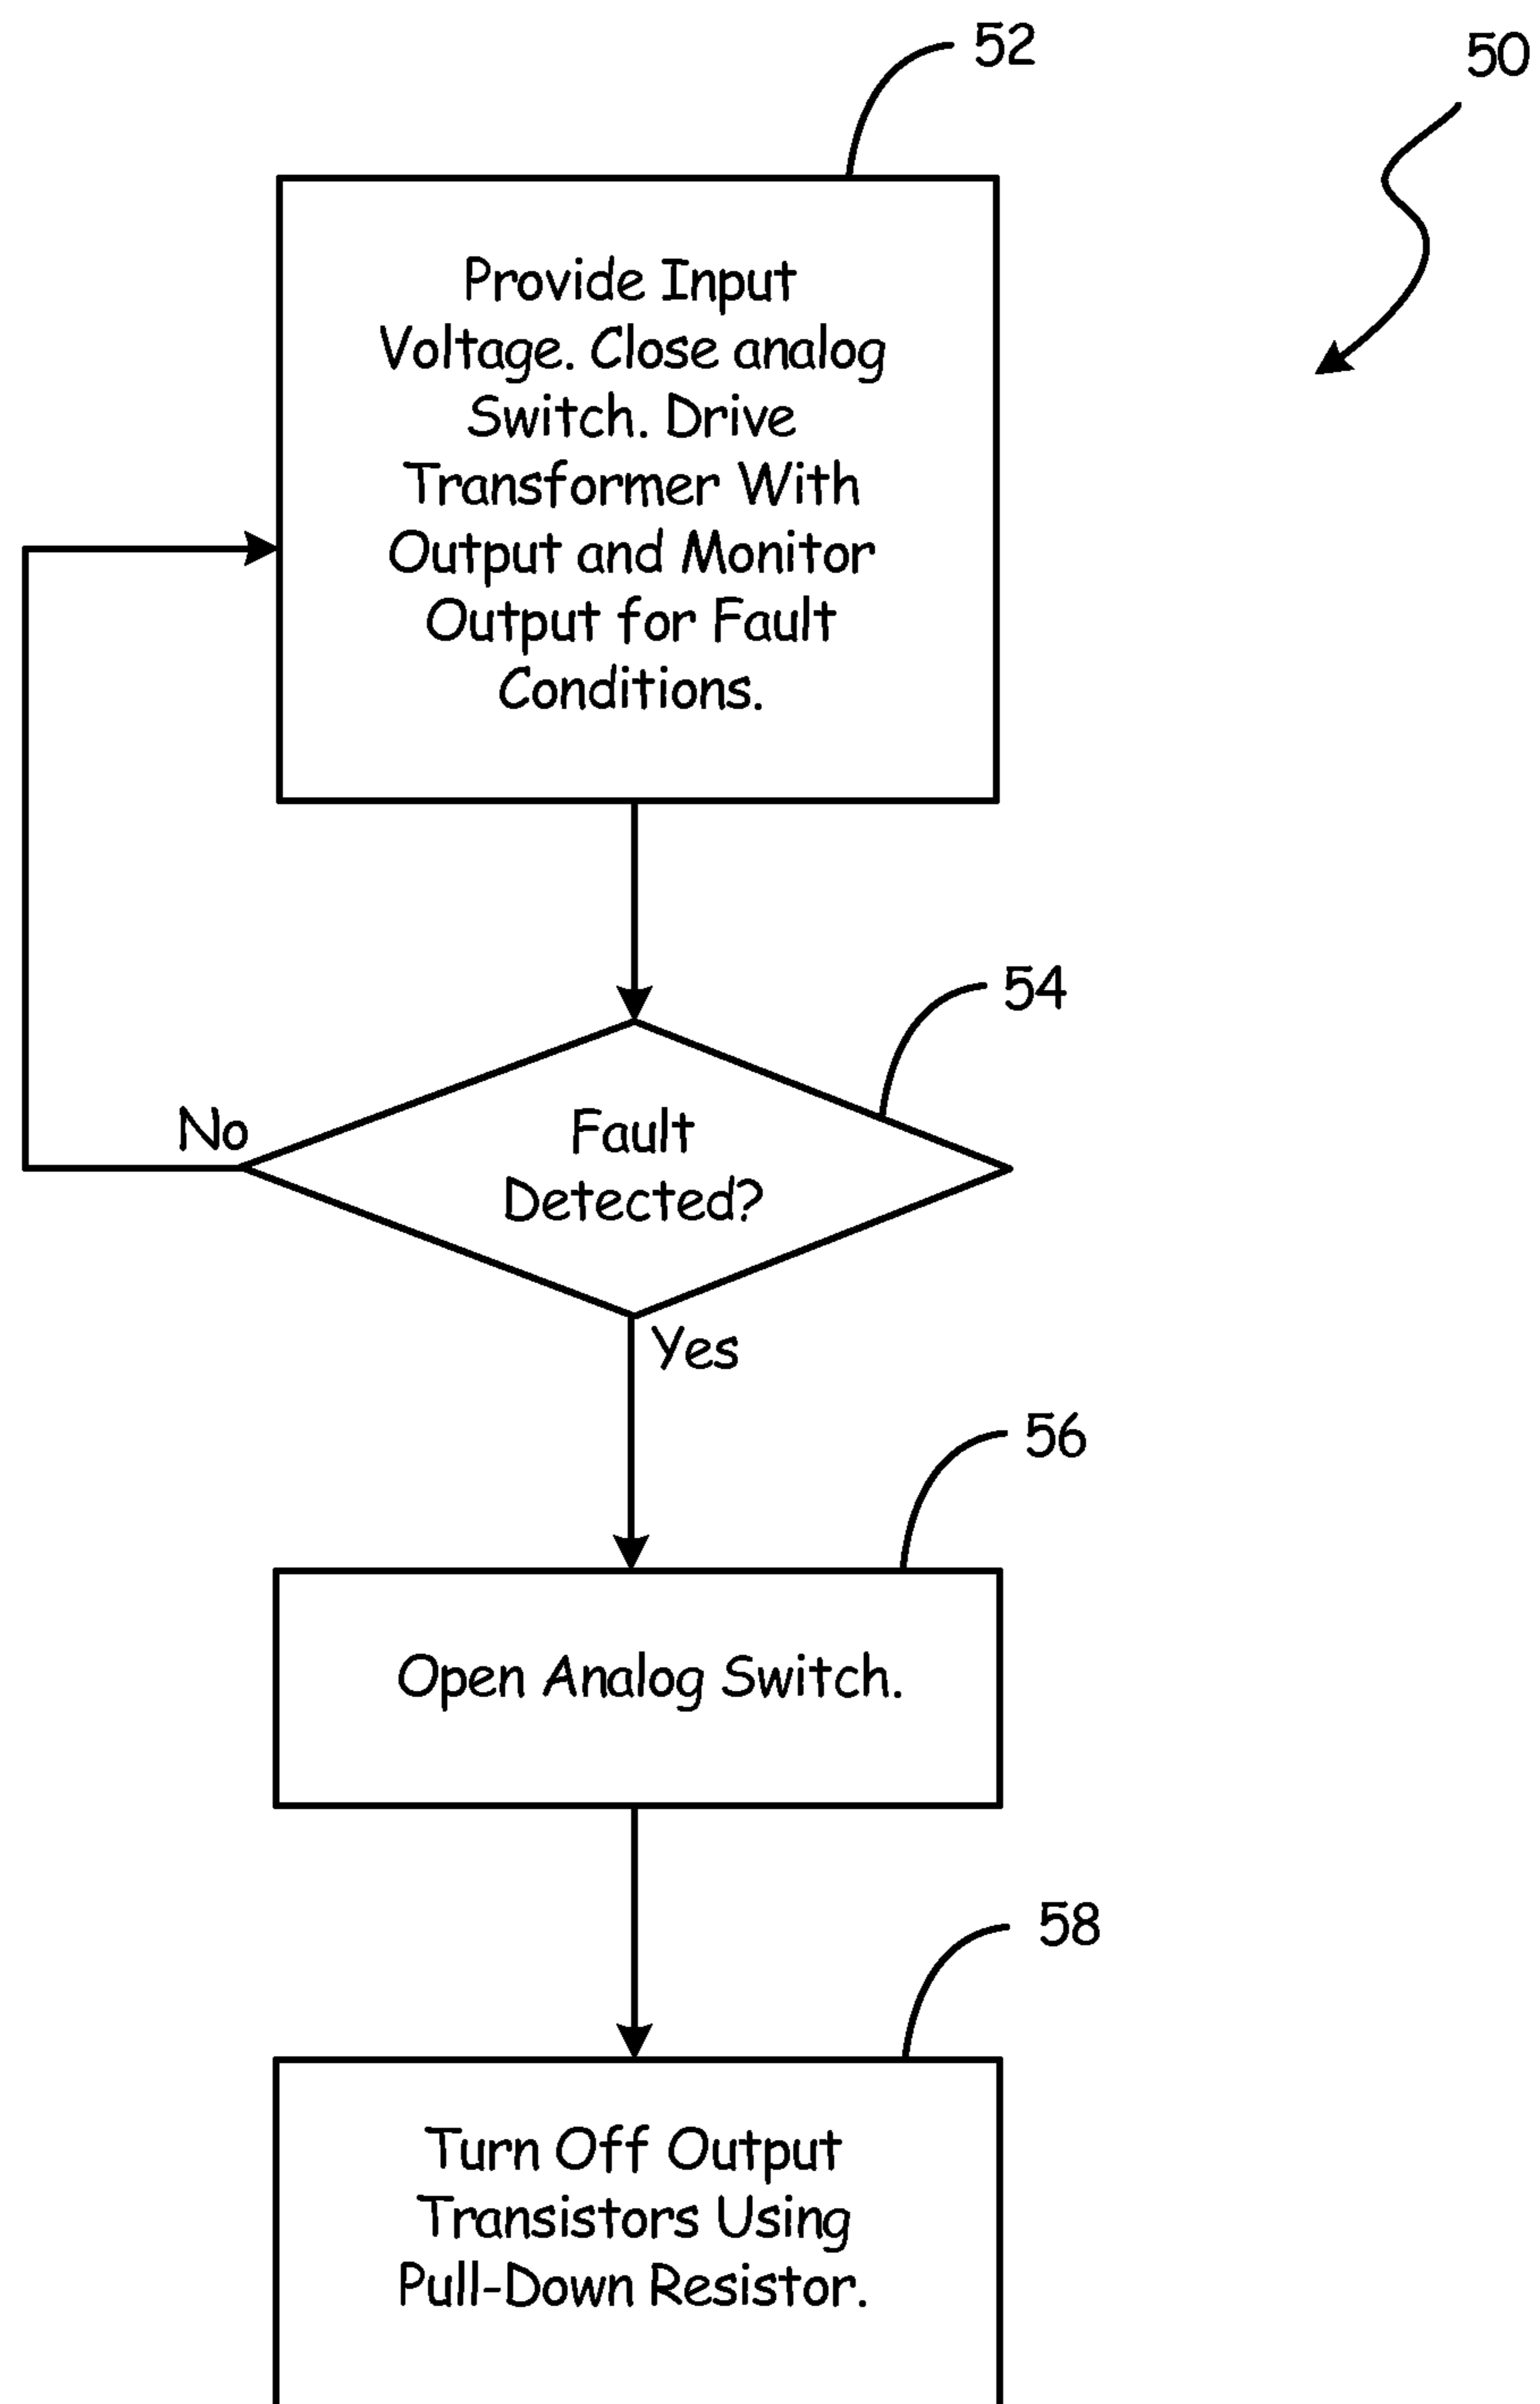 52
50
Provide Input
Voltage. Close analog
Switch. Drive
Transformer With
Output and Monitor
Output for Fault
Conditions.
54
No
Fault
Detected?
Yes
56
Open Analog Switch.
58
Turn Off Output
Transistors Using
Pull-Down Resistor.